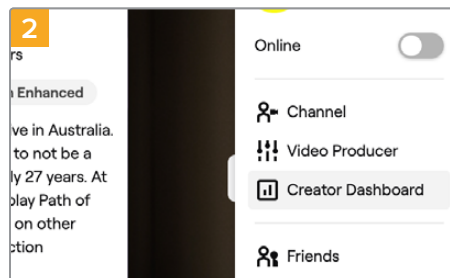 2
rs
Enhanced
ve in Australia.
to not be a
ly 27 years. At
play Path of
on other
ction
Online
Channel
Video Producer
Creator Dashboard
Friends